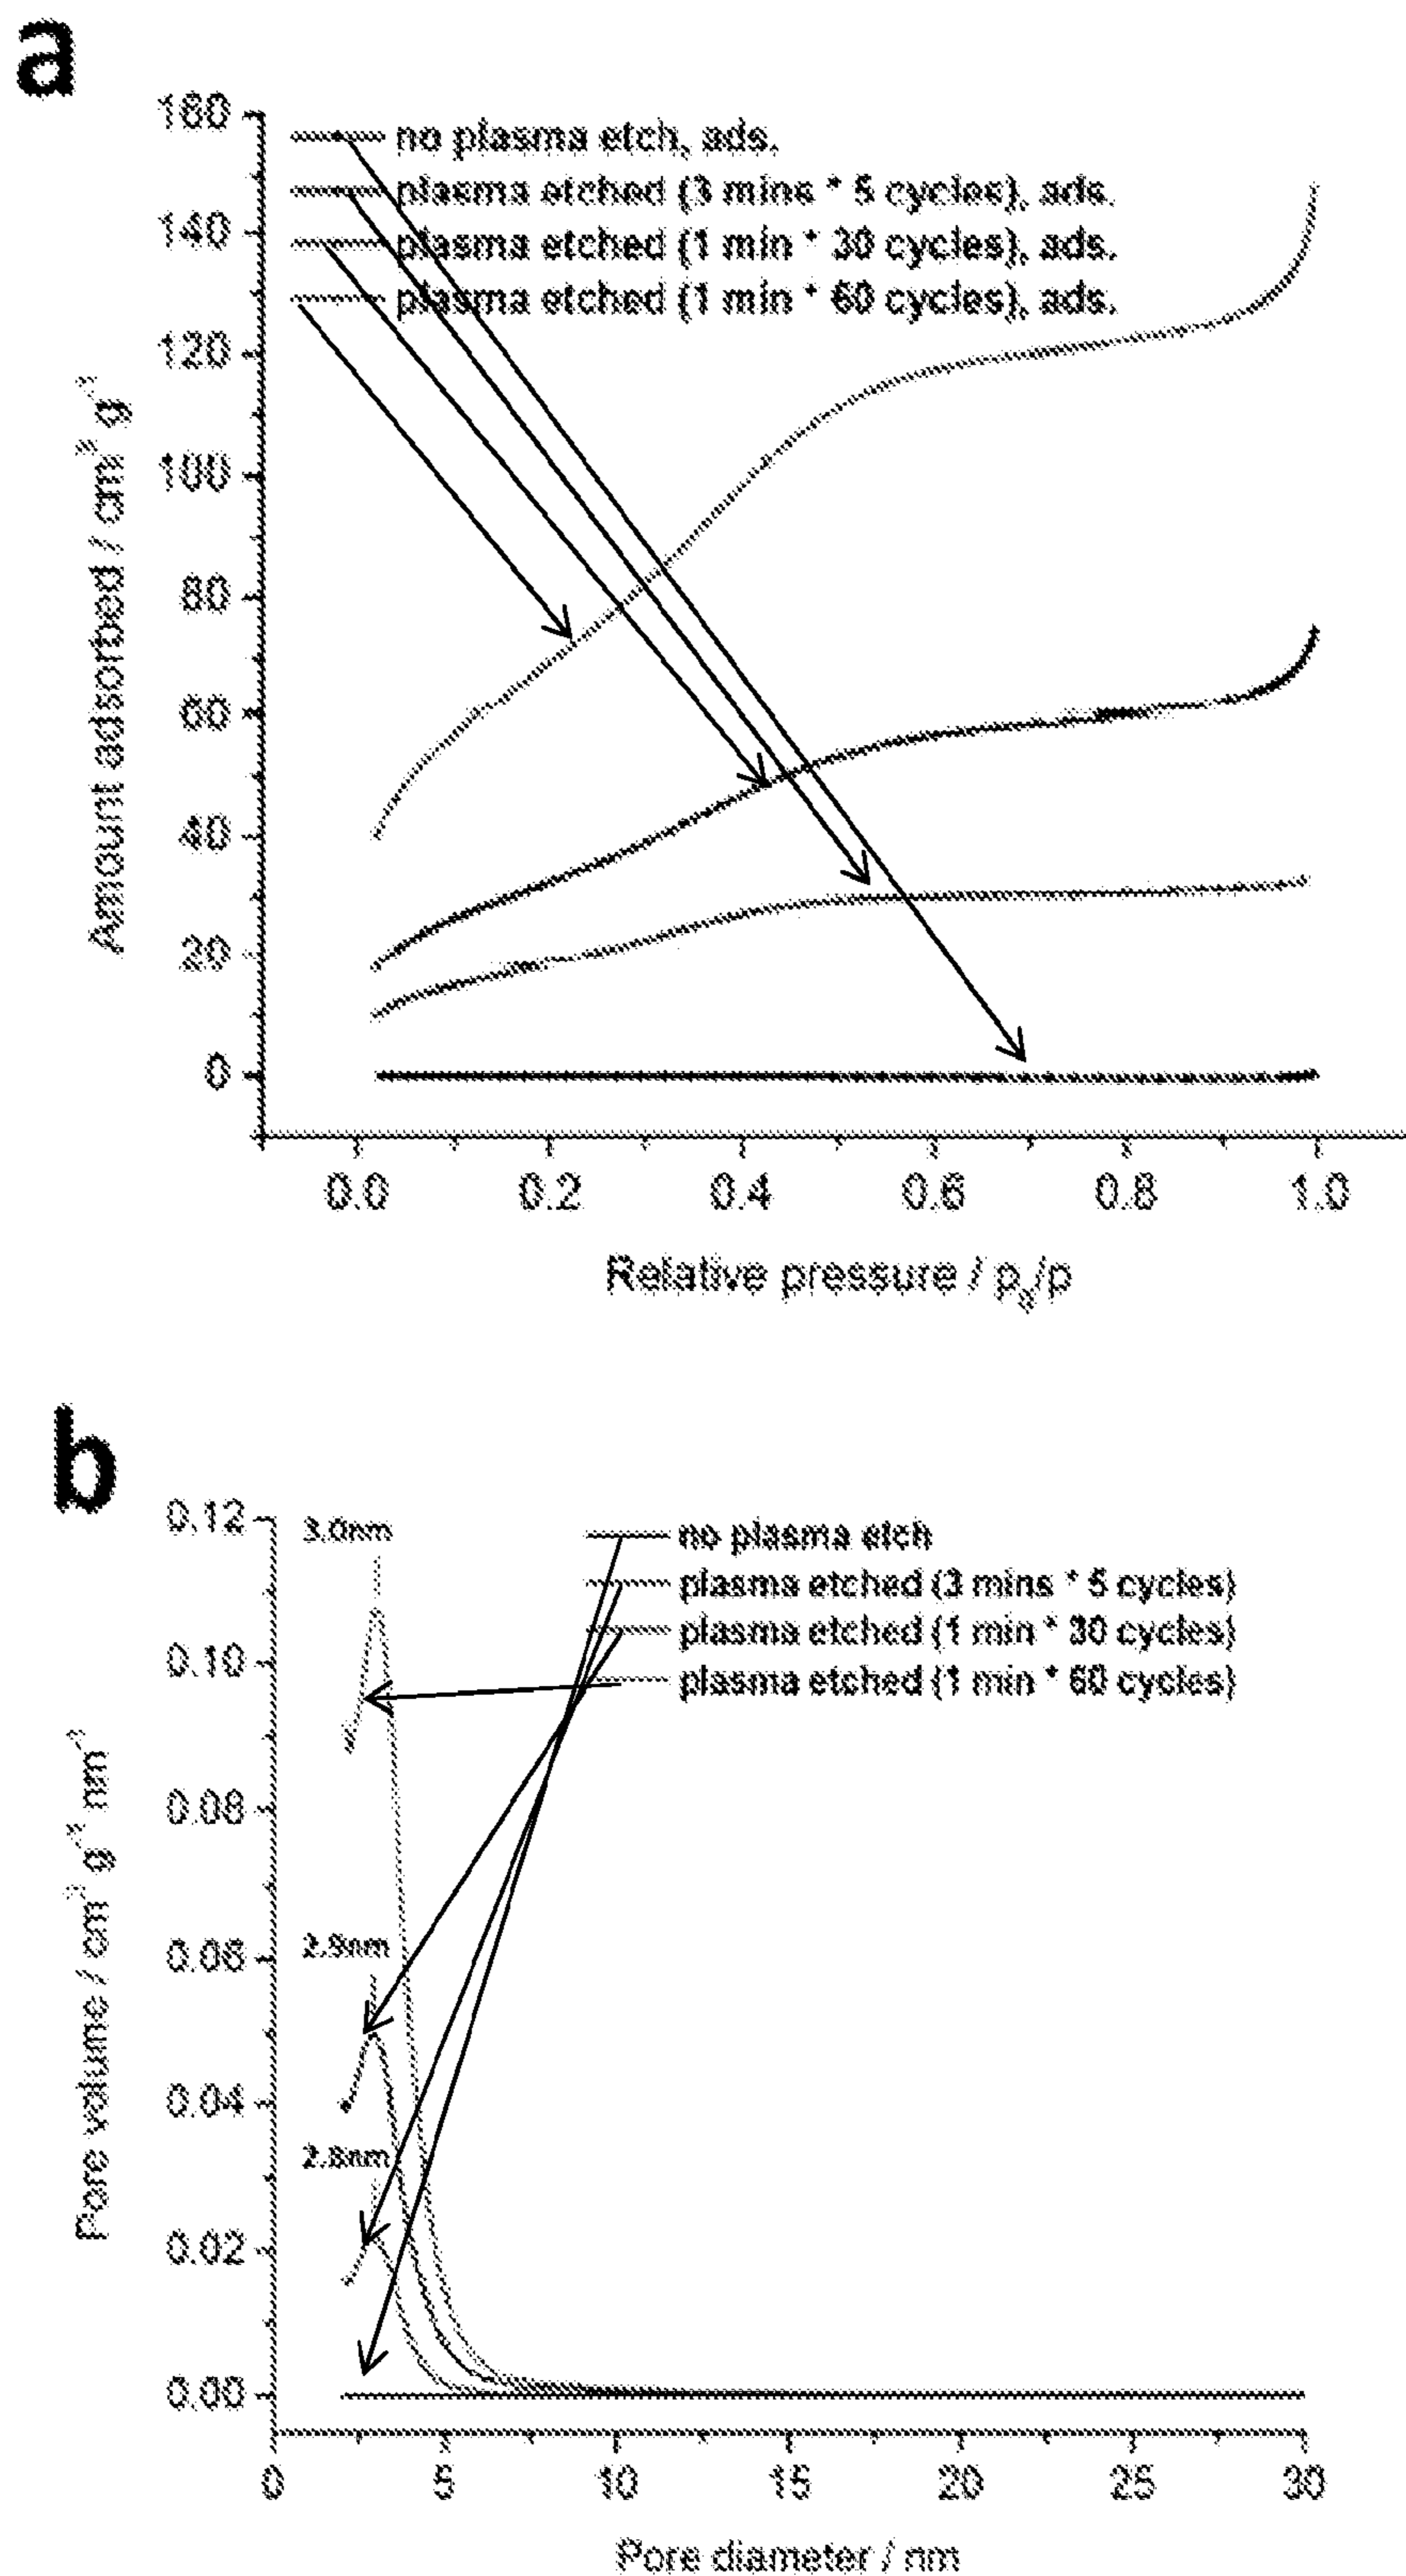 a
160
no plasma etch, ads.
plasma etched (3 mins * 5 cycles), ads.
140
plasma etched (1 min * 30 cycles), ads.
plasma etched (1 min * 60 cycles), ads.
120
100
80
60
40
20
0
Amount adsorbed / cm³ g⁻¹
0.0 0.2 0.4 0.6 0.8 1.0
Relative pressure / p₀/p
b
0.12
3.0nm
no plasma etch
plasma etched (3 mins * 5 cycles)
plasma etched (1 min * 30 cycles)
0.10
plasma etched (1 min * 60 cycles)
0.08
2.9nm
0.06
0.04
2.8nm
0.02
0.00
Pore volume / cm³ g⁻¹ nm⁻¹
0 5 10 15 20 25 30
Pore diameter / nm